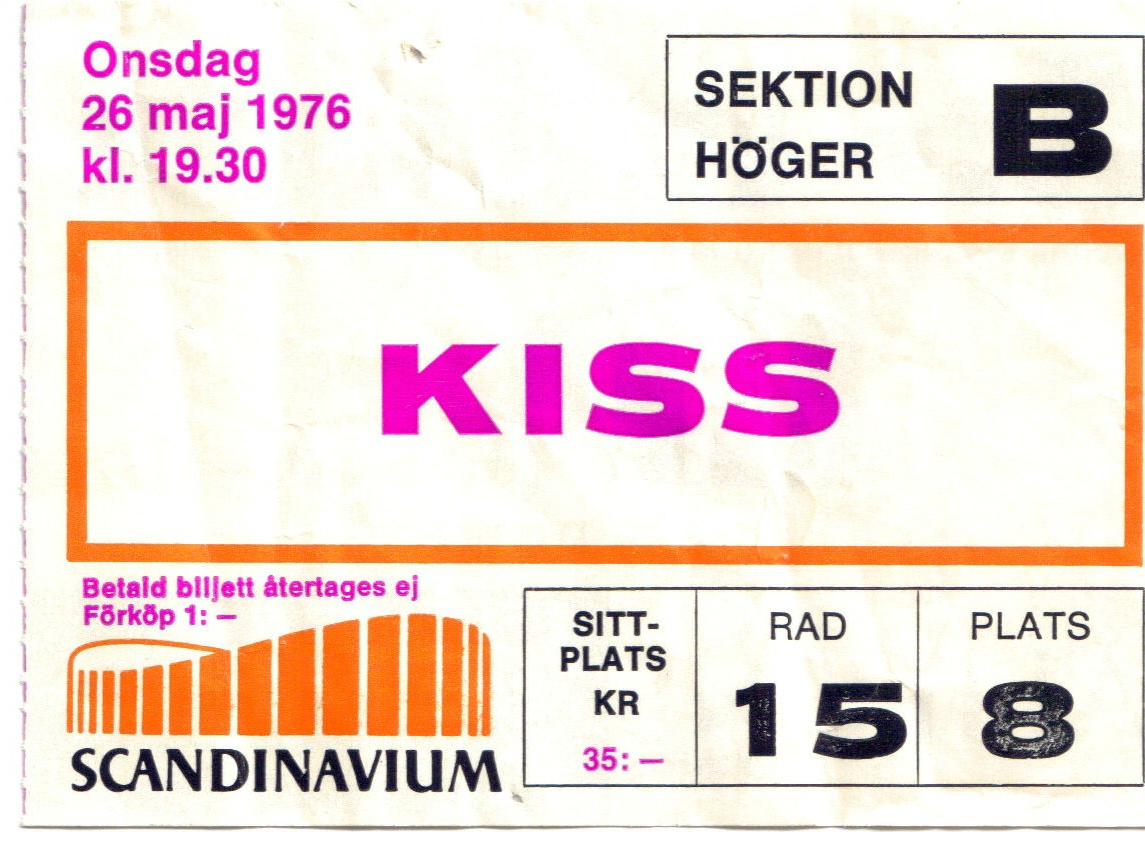 Onsdag
26 maj 1976
kl. 19.30
SEKTION
HÖGER
B
KISS
Betald biljett återtages ej
Förköp 1: —
SCANDINAVIUM
SITT-
PLATS
KR
35: —
RAD
15
PLATS
8